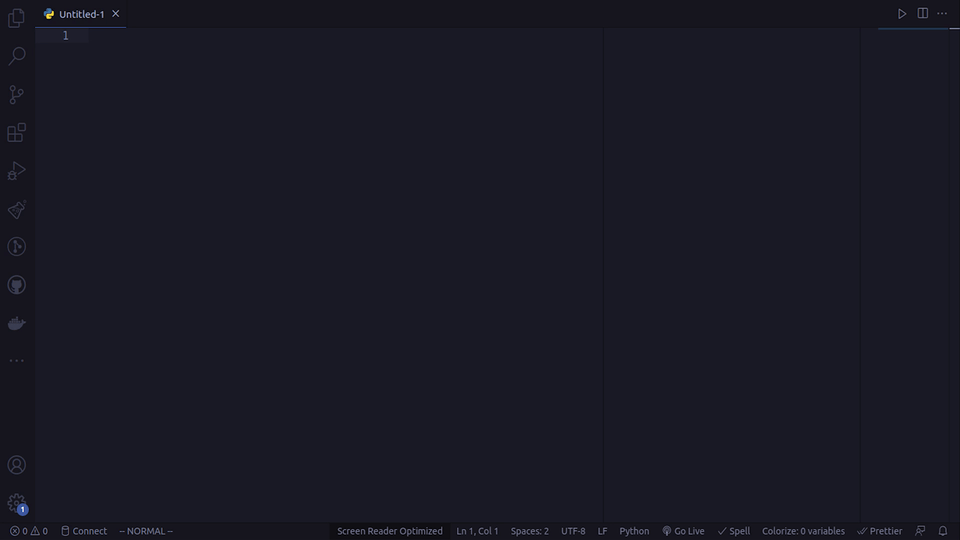 Untitled-1
1
1
0 0 Connect -- NORMAL -- Screen Reader Optimized Ln 1, Col 1 Spaces: 2 UTF-8 LF Python Go Live Spell Colorize: 0 variables Prettier